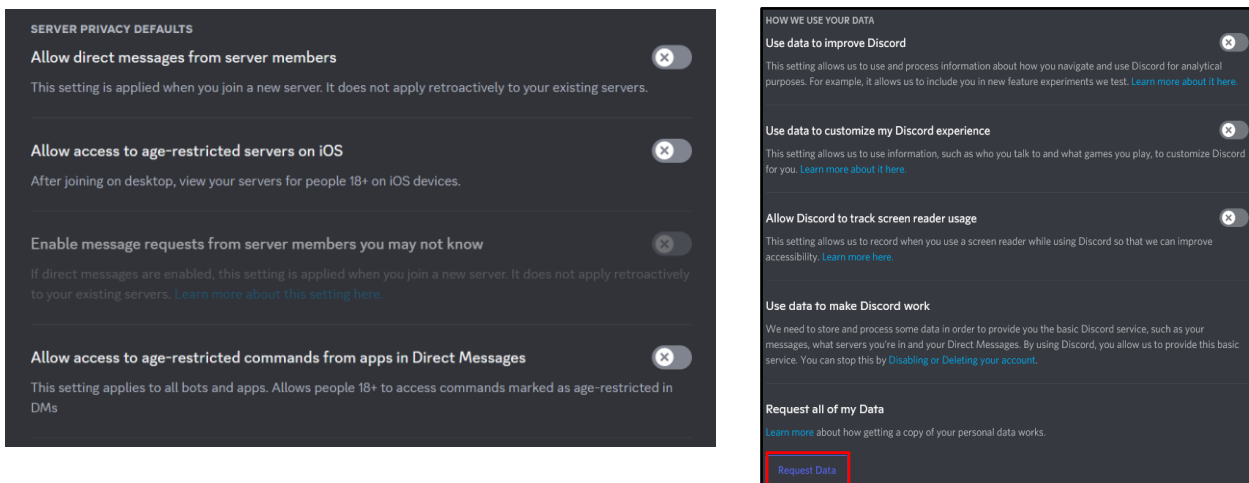 SERVER PRIVACY DEFAULTS
Allow direct messages from server members
This setting is applied when you join a new server. It does not apply retroactively to your existing servers.
Allow access to age-restricted servers on iOS
After joining on desktop, view your servers for people 18+ on iOS devices.
Enable message requests from server members you may not know
If direct messages are enabled, this setting is applied when you join a new server. It does not apply retroactively
to your existing servers. Learn more about this setting here.
Allow access to age-restricted commands from apps in Direct Messages
This setting applies to all bots and apps. Allows people 18+ to access commands marked as age-restricted in
DMs
HOW WE USE YOUR DATA
Use data to improve Discord
This setting allows us to use and process information about how you navigate and use Discord for analytical
purposes. For example, it allows us to include you in new feature experiments we test. Learn more about it here.
Use data to customize my Discord experience
This setting allows us to use information, such as who you talk to and what games you play, to customize Discord
for you. Learn more about it here.
Allow Discord to track screen reader usage
This setting allows us to record when you use a screen reader while using Discord so that we can improve
accessibility. Learn more here.
Use data to make Discord work
We need to store and process some data in order to provide you the basic Discord service, such as your
messages, what servers you're in and your Direct Messages. By using Discord, you allow us to provide this basic
service. You can stop this by Disabling or Deleting your account.
Request all of my Data
Learn more about how getting a copy of your personal data works.
Request Data